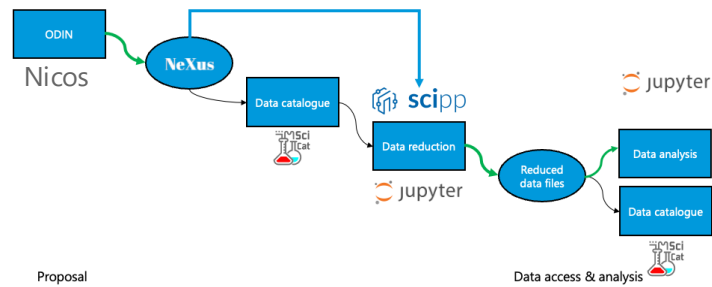 ODIN
Nicos
NeXus
Data catalogue
SciCat
scipp
Data reduction
jupyter
Reduced
data files
jupyter
Data analysis
Data catalogue
SciCat
Proposal
Data access & analysis